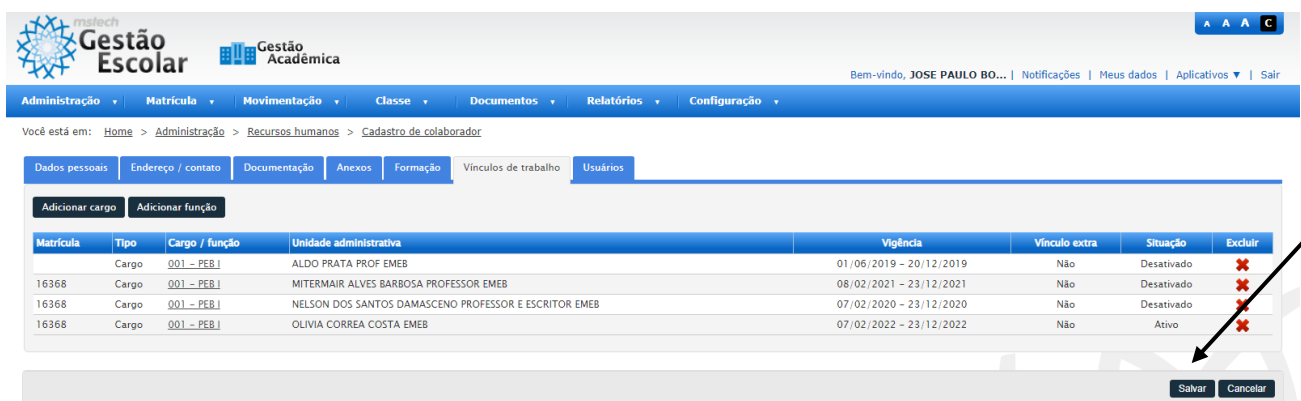 mstech
Gestão
Escolar
Gestão
Acadêmica
A A A C
Bem-vindo, JOSE PAULO BO... | Notificações | Meus dados | Aplicativos ▼ | Sair
Administração Matrícula Movimentação Classe Documentos Relatórios Configuração
Você está em: Home > Administração > Recursos humanos > Cadastro de colaborador
Dados pessoais Endereço / contato Documentação Anexos Formação Vínculos de trabalho Usuários
Adicionar cargo Adicionar função
Matrícula Tipo Cargo / função Unidade administrativa Vigência Vínculo extra Situação Excluir
Cargo 001 - PEB I ALDO PRATA PROF EMEB 01/06/2019 - 20/12/2019 Não Desativado
16368 Cargo 001 - PEB I MITERMAIR ALVES BARBOSA PROFESSOR EMEB 08/02/2021 - 23/12/2021 Não Desativado
16368 Cargo 001 - PEB I NELSON DOS SANTOS DAMASCENO PROFESSOR E ESCRITOR EMEB 07/02/2020 - 23/12/2020 Não Desativado
16368 Cargo 001 - PEB I OLIVIA CORREA COSTA EMEB 07/02/2022 - 23/12/2022 Não Ativo
Salvar Cancelar